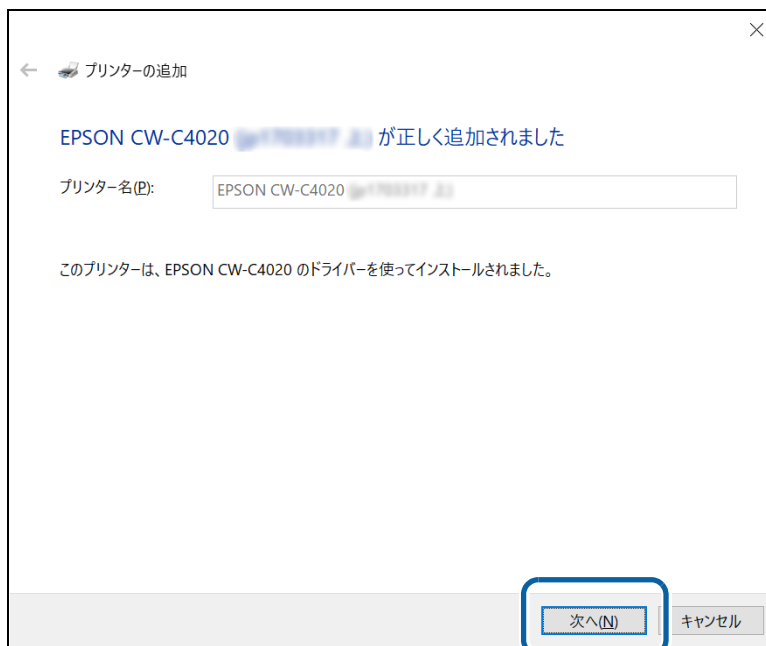 プリンターの追加
EPSON CW-C4020 が正しく追加されました
プリンター名(P):
EPSON CW-C4020
このプリンターは、EPSON CW-C4020 のドライバーを使ってインストールされました。
次へ(N)
キャンセル